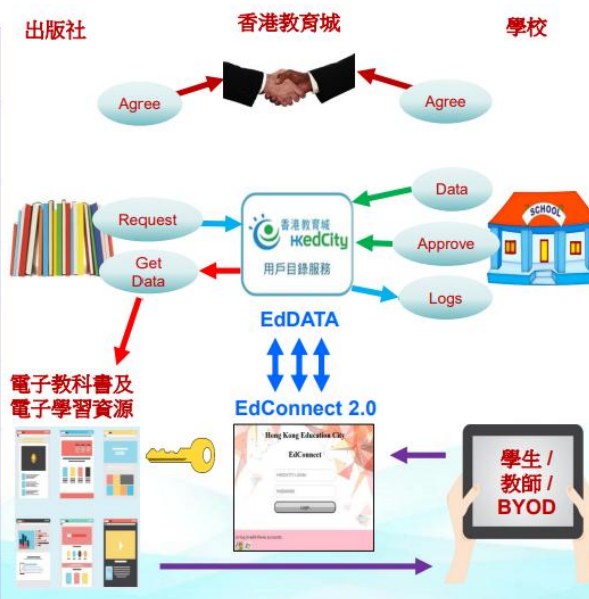 出版社
香港教育城
學校
Agree
Agree
Request
Data
SCHOOL
香港教育城
HKedCity
用戶目錄服務
Approve
Get
Data
Logs
EdDATA
電子教科書及
電子學習資源
EdConnect 2.0
Hong Kong Education City
EdConnect
Login
學生 /
教師 /
BYOD